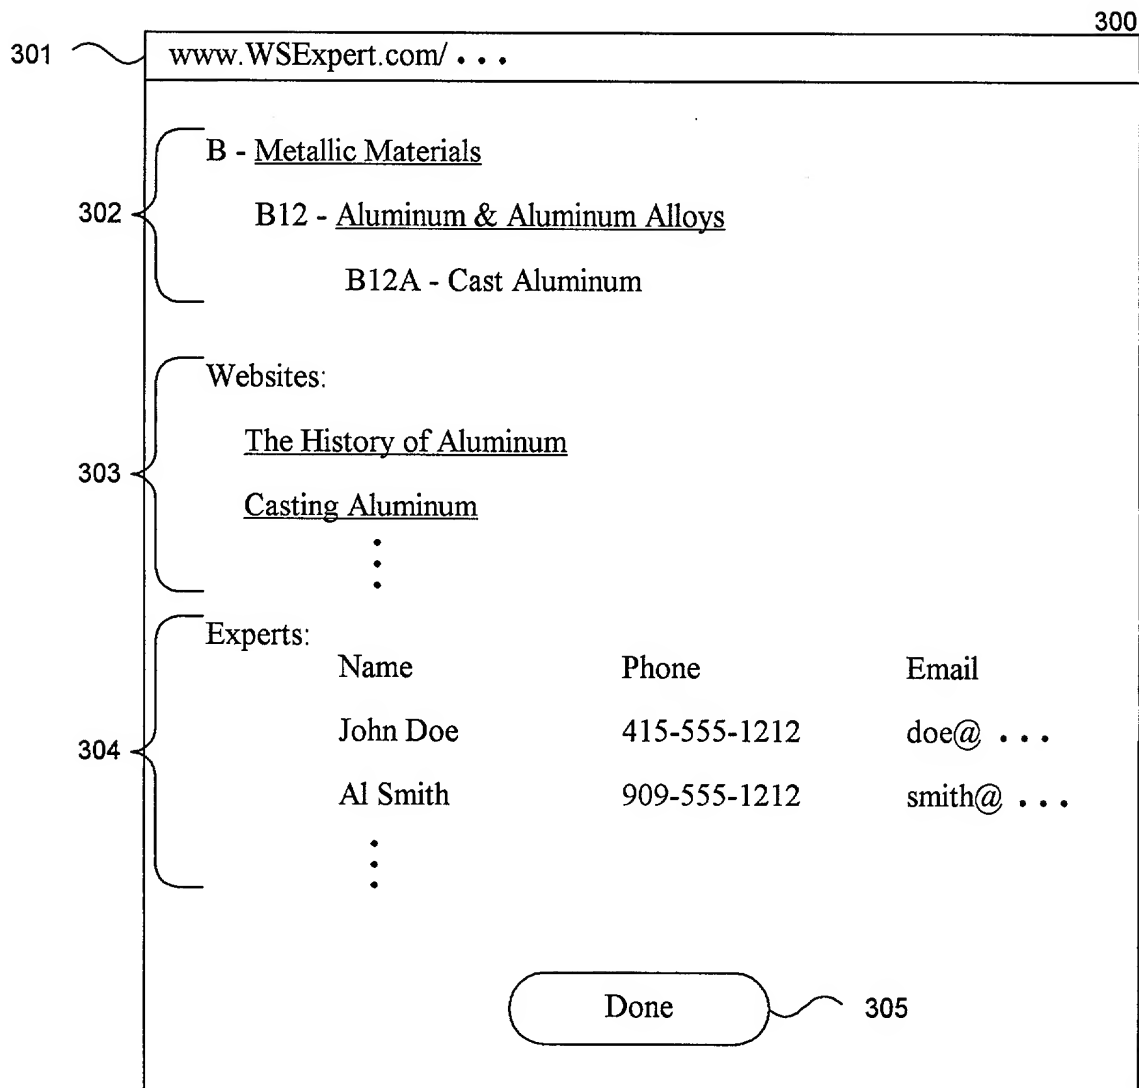 300
301 www.WSExpert.com/ • • •
B - Metallic Materials
302 B12 - Aluminum & Aluminum Alloys
B12A - Cast Aluminum
Websites:
The History of Aluminum
303
Casting Aluminum
Experts:
Name Phone Email
John Doe 415-555-1212 doe@ • • •
304
Al Smith 909-555-1212 smith@ • • •
Done 305